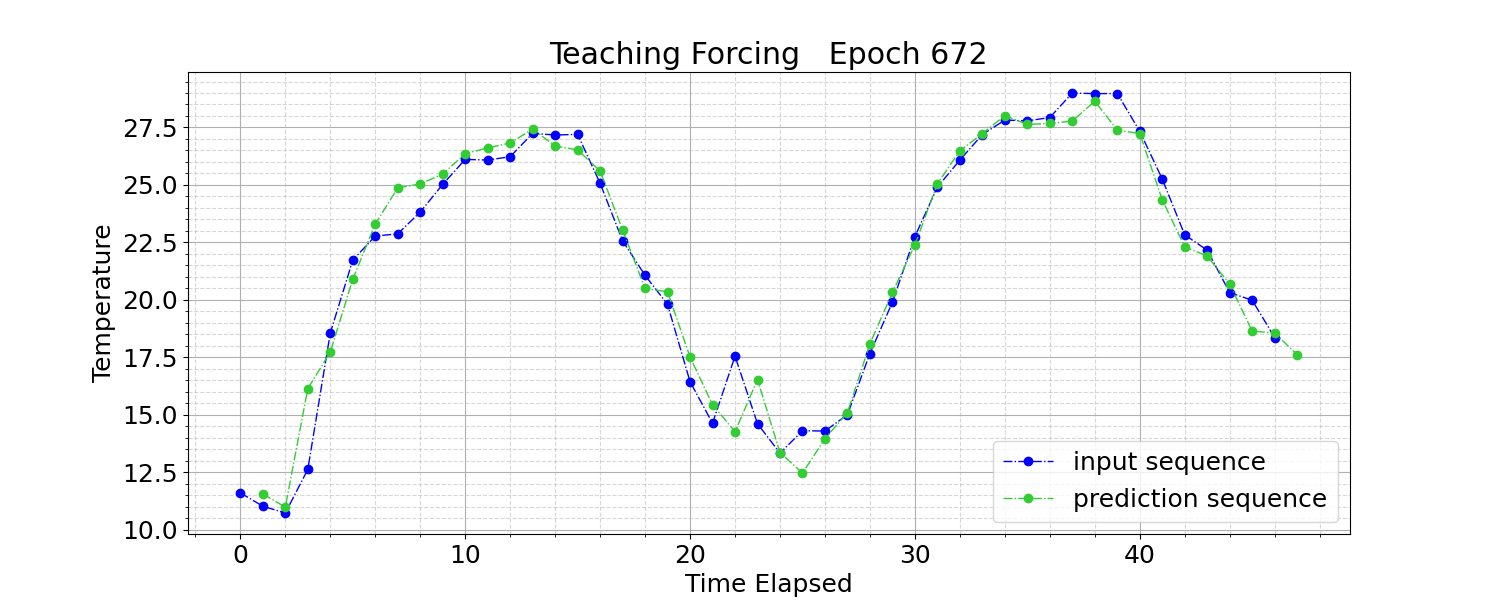 Teaching Forcing   Epoch 672
27.5
25.0
22.5
20.0
17.5
15.0
12.5
10.0
Temperature
input sequence
prediction sequence
0 10 20 30 40
Time Elapsed